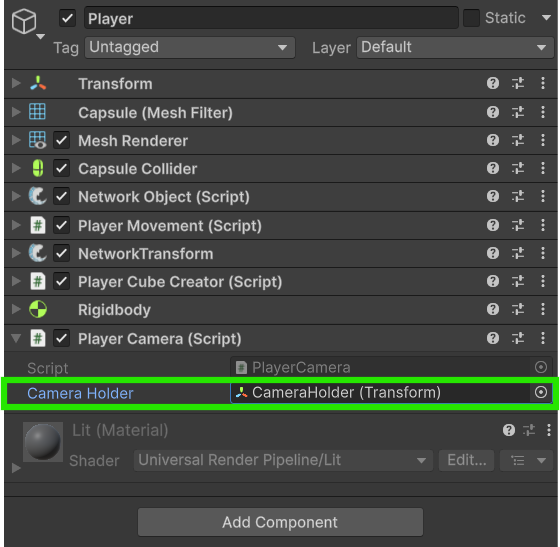 Player
Static
Tag Untagged Layer Default
Transform
Capsule (Mesh Filter)
Mesh Renderer
Capsule Collider
Network Object (Script)
Player Movement (Script)
NetworkTransform
Player Cube Creator (Script)
Rigidbody
Player Camera (Script)
Script PlayerCamera
Camera Holder CameraHolder (Transform)
Lit (Material)
Shader Universal Render Pipeline/Lit Edit...
Add Component